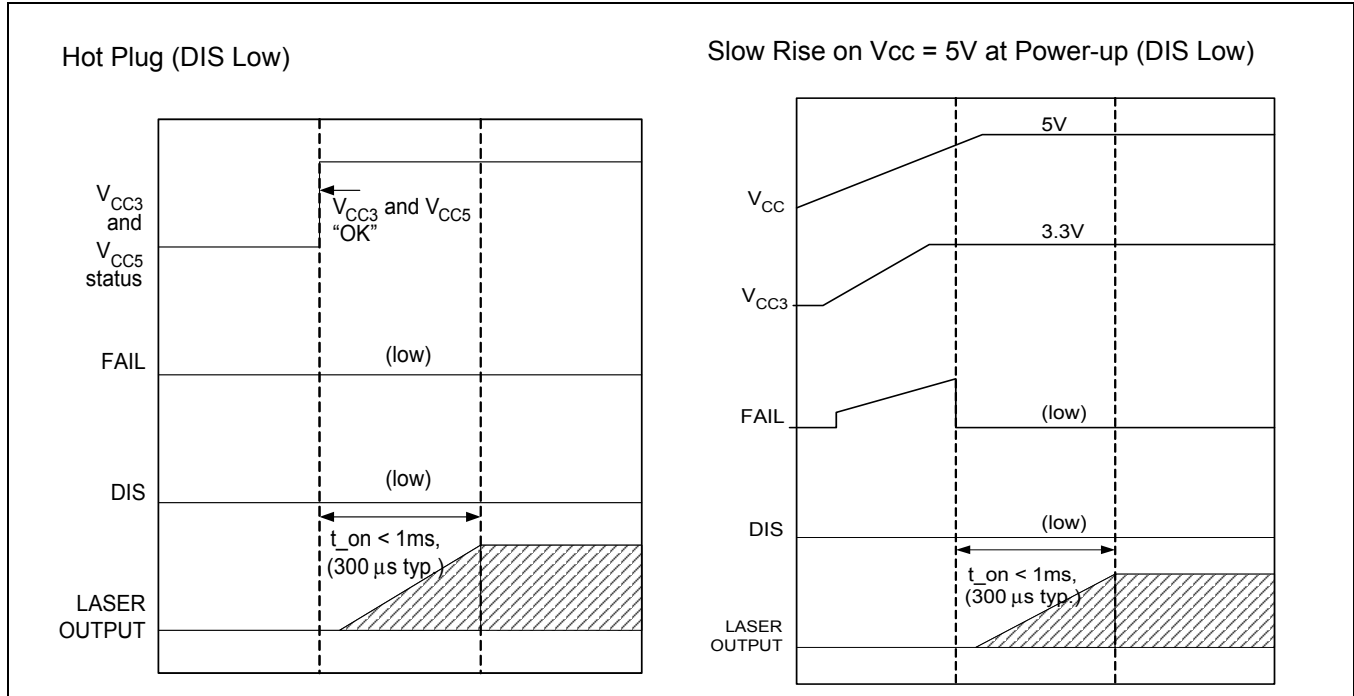 Hot Plug (DIS Low)
VCC3
and
VCC5
status
VCC3 and VCC5
“OK”
FAIL
(low)
DIS
(low)
t_on < 1ms,
(300 μs typ.)
LASER
OUTPUT
Slow Rise on Vcc = 5V at Power-up (DIS Low)
5V
VCC
3.3V
VCC3
FAIL
(low)
DIS
(low)
t_on < 1ms,
(300 μs typ.)
LASER
OUTPUT